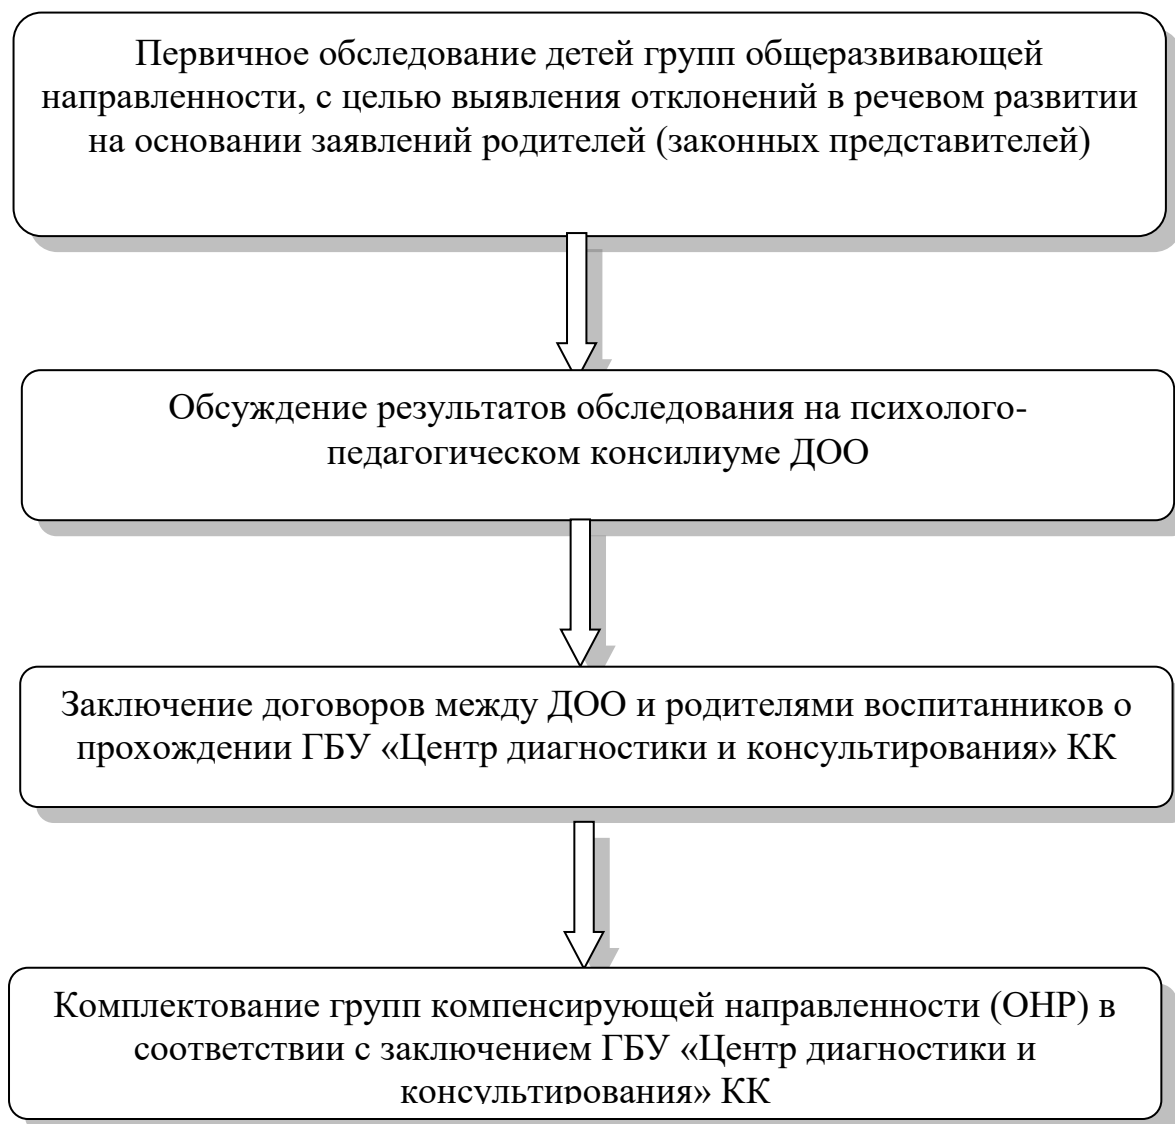 Первичное обследование детей групп общеразвивающей
направленности, с целью выявления отклонений в речевом развитии
на основании заявлений родителей (законных представителей)
Обсуждение результатов обследования на психолого-
педагогическом консилиуме ДОО
Заключение договоров между ДОО и родителями воспитанников о
прохождении ГБУ «Центр диагностики и консультирования» КК
Комплектование групп компенсирующей направленности (ОНР) в
соответствии с заключением ГБУ «Центр диагностики и
консультирования» КК